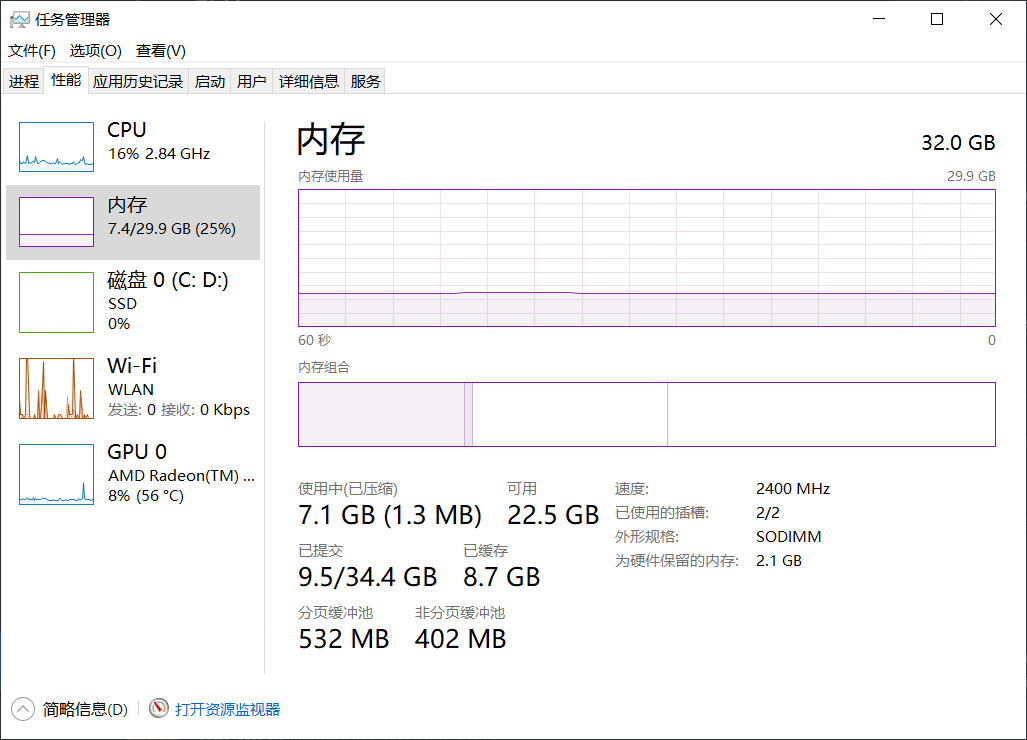 任务管理器
文件(F) 选项(O) 查看(V)
进程 性能 应用历史记录 启动 用户 详细信息 服务
CPU
16% 2.84 GHz
内存
7.4/29.9 GB (25%)
磁盘 0 (C: D:)
SSD
0%
Wi-Fi
WLAN
发送: 0 接收: 0 Kbps
GPU 0
AMD Radeon(TM) ...
8% (56 °C)
内存 32.0 GB
内存使用量 29.9 GB
60 秒 0
内存组合
使用中(已压缩) 可用
7.1 GB (1.3 MB) 22.5 GB
已提交 已缓存
9.5/34.4 GB 8.7 GB
分页缓冲池 非分页缓冲池
532 MB 402 MB
速度: 2400 MHz
已使用的插槽: 2/2
外形规格: SODIMM
为硬件保留的内存: 2.1 GB
简略信息(D) 打开资源监视器